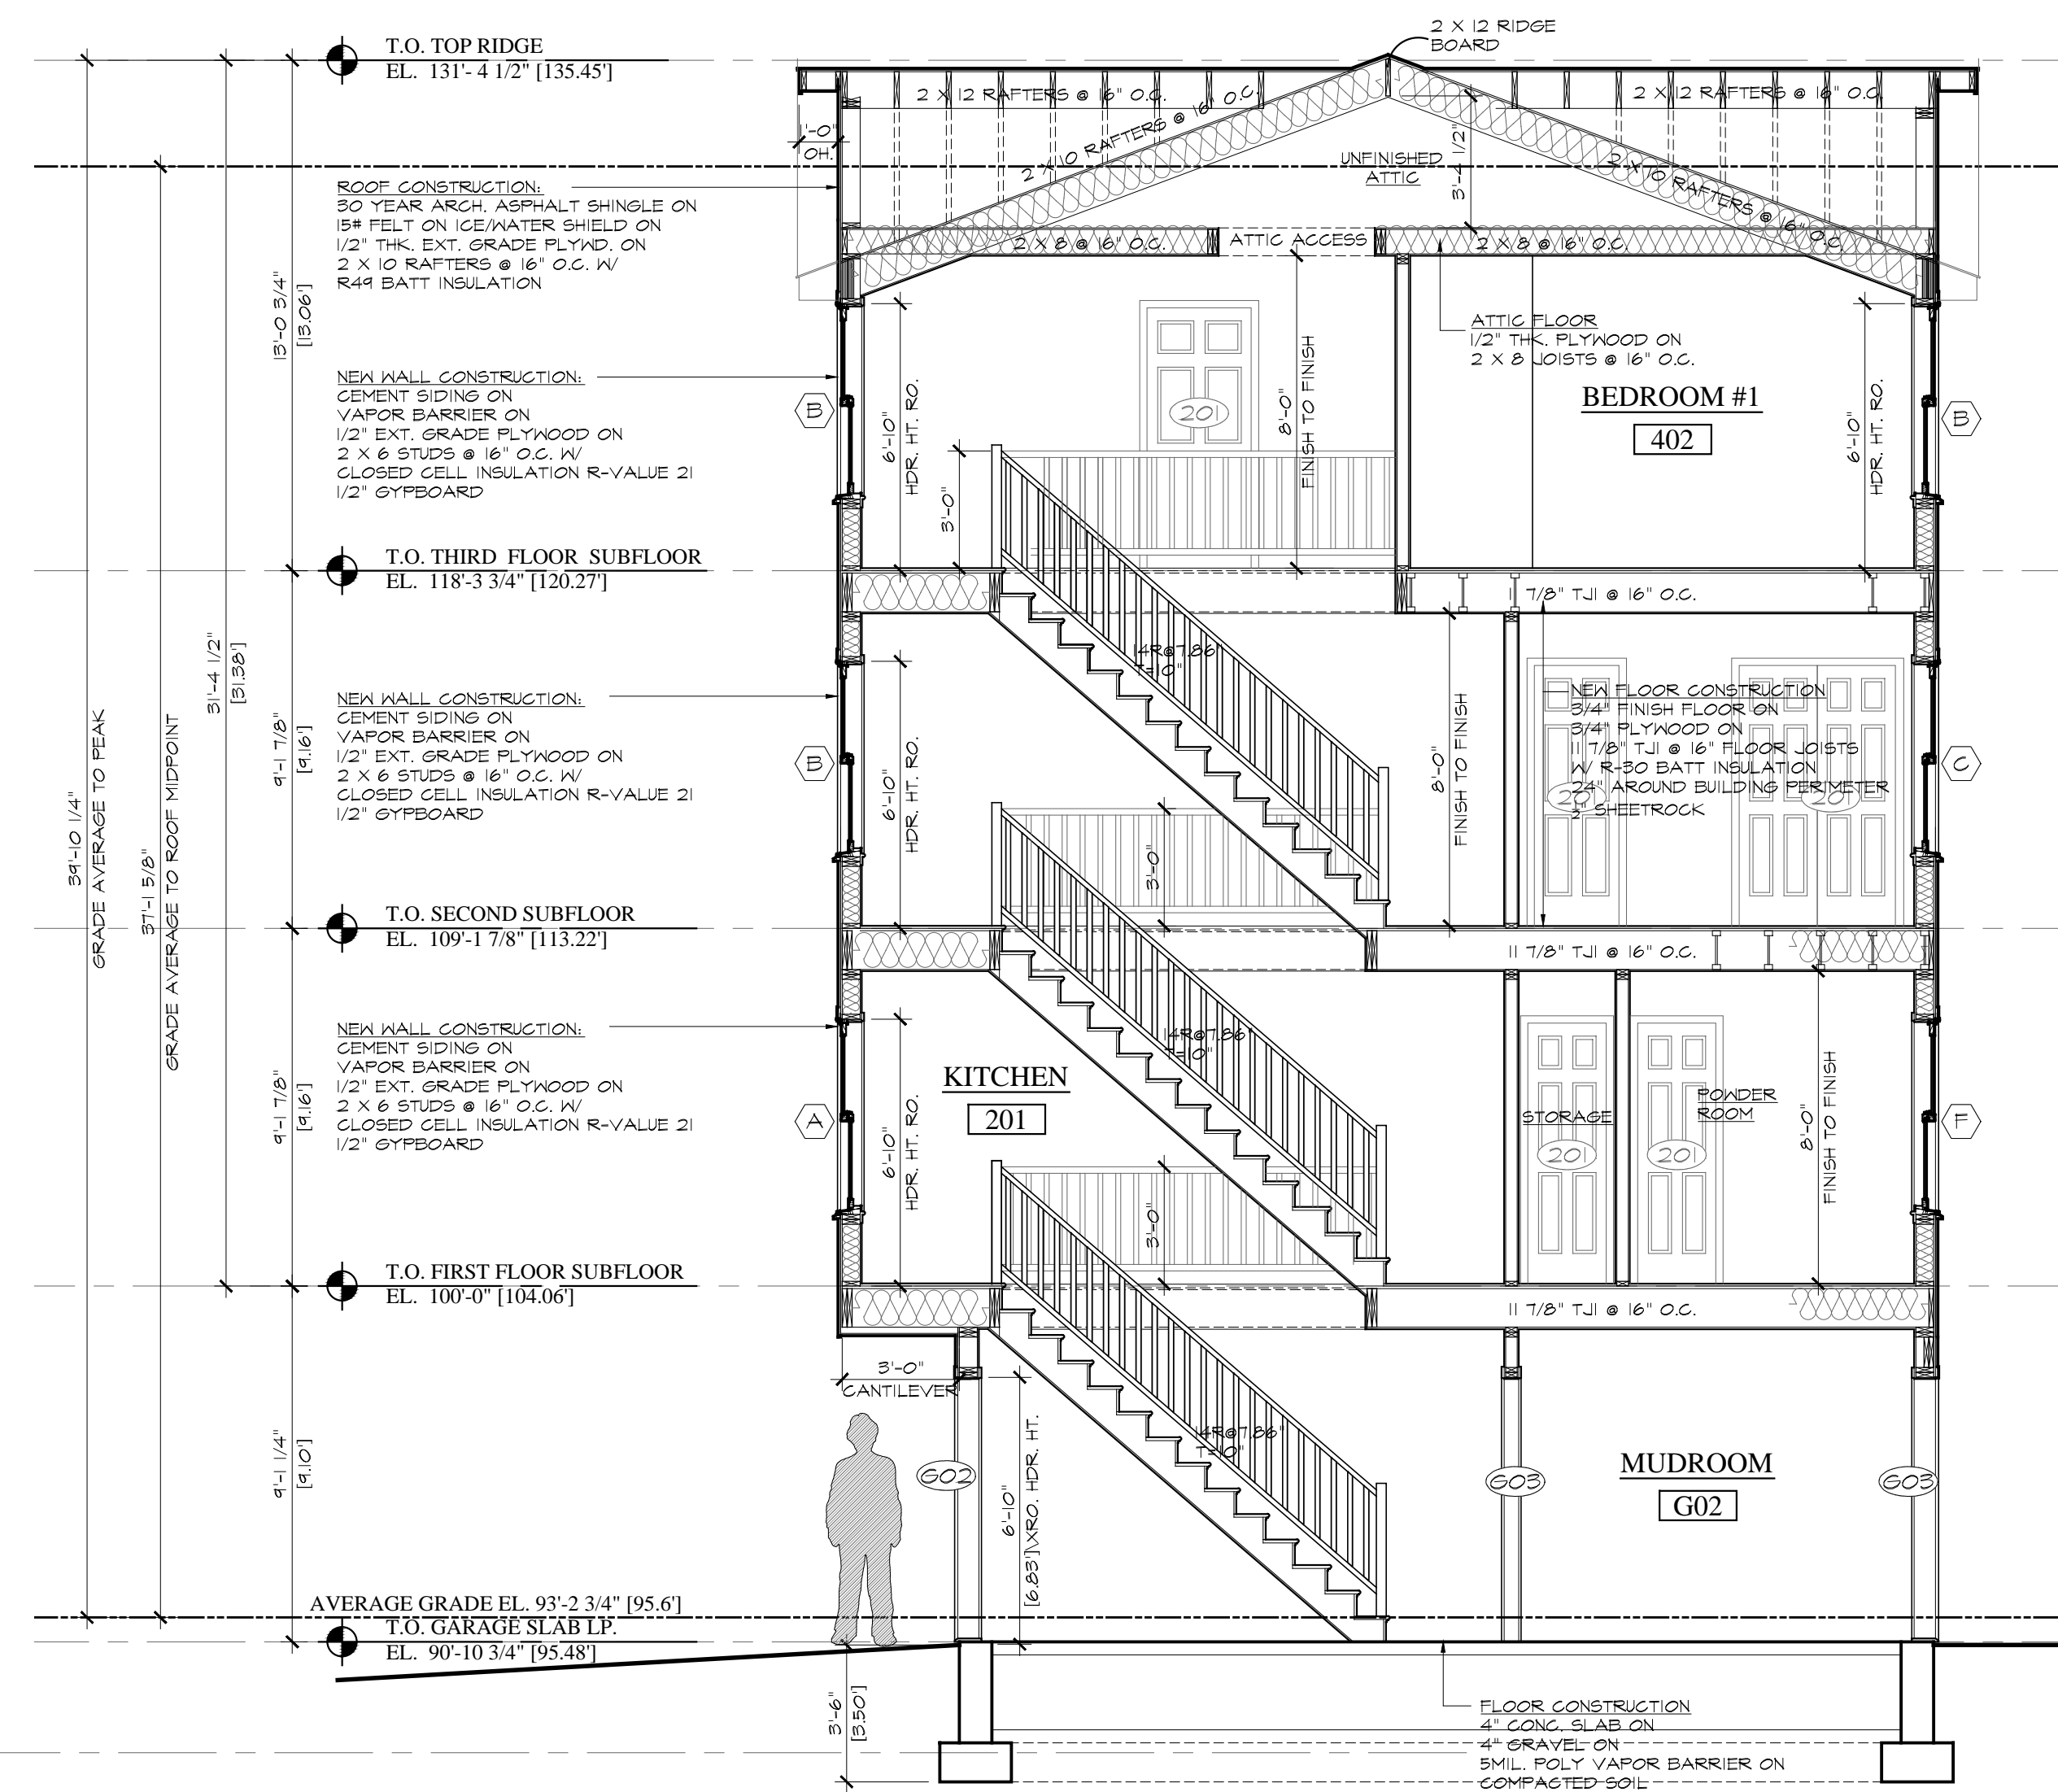 2 X 12 RIDGE
BOARD
T.O. TOP RIDGE
EL. 131'- 4 1/2" [135.45']
2 X 12 RAFTERS @ 16" O.C.
2 X 12 RAFTERS @ 16" O.C.
2 X 10 RAFTERS @ 16" O.C.
2 X 10 RAFTERS @ 16" O.C.
1'-0"
OH.
UNFINISHED
ATTIC
3'-4 1/2"
ROOF CONSTRUCTION:
30 YEAR ARCH. ASPHALT SHINGLE ON
15# FELT ON ICE/WATER SHIELD ON
1/2" THK. EXT. GRADE PLYWD. ON
2 X 10 RAFTERS @ 16" O.C. W/
R49 BATT INSULATION
2 X 8 @ 16" O.C.
ATTIC ACCESS
2 X 8 @ 16" O.C.
13'-0 3/4"
[13.06']
ATTIC FLOOR
1/2" THK. PLYWOOD ON
2 X 8 JOISTS @ 16" O.C.
NEW WALL CONSTRUCTION:
CEMENT SIDING ON
VAPOR BARRIER ON
1/2" EXT. GRADE PLYWOOD ON
2 X 6 STUDS @ 16" O.C. W/
CLOSED CELL INSULATION R-VALUE 21
1/2" GYPBOARD
B
6'-10"
HDR. HT. RO.
3'-0"
201
8'-0"
FINISH TO FINISH
BEDROOM #1
402
6'-10"
HDR. HT. RO.
B
T.O. THIRD FLOOR SUBFLOOR
EL. 118'-3 3/4" [120.27']
1 7/8" TJI @ 16" O.C.
31'-4 1/2"
[31.38']
9'-1 7/8"
[9.16']
39'-10 1/4"
GRADE AVERAGE TO PEAK
37'-1 5/8"
GRADE AVERAGE TO ROOF MIDPOINT
NEW WALL CONSTRUCTION:
CEMENT SIDING ON
VAPOR BARRIER ON
1/2" EXT. GRADE PLYWOOD ON
2 X 6 STUDS @ 16" O.C. W/
CLOSED CELL INSULATION R-VALUE 21
1/2" GYPBOARD
B
6'-10"
HDR. HT. RO.
14R@7.86"
T=10"
3'-0"
8'-0"
FINISH TO FINISH
NEW FLOOR CONSTRUCTION
3/4" FINISH FLOOR ON
3/4" PLYWOOD ON
11 7/8" TJI @ 16" FLOOR JOISTS
W/ R-30 BATT INSULATION
24" AROUND BUILDING PERIMETER
½" SHEETROCK
201
201
C
T.O. SECOND SUBFLOOR
EL. 109'-1 7/8" [113.22']
11 7/8" TJI @ 16" O.C.
9'-1 7/8"
[9.16']
NEW WALL CONSTRUCTION:
CEMENT SIDING ON
VAPOR BARRIER ON
1/2" EXT. GRADE PLYWOOD ON
2 X 6 STUDS @ 16" O.C. W/
CLOSED CELL INSULATION R-VALUE 21
1/2" GYPBOARD
A
6'-10"
HDR. HT. RO.
KITCHEN
201
14R@7.86"
T=10"
3'-0"
STORAGE
201
POWDER
ROOM
201
8'-0"
FINISH TO FINISH
F
T.O. FIRST FLOOR SUBFLOOR
EL. 100'-0" [104.06']
11 7/8" TJI @ 16" O.C.
3'-0"
CANTILEVER
9'-1 1/4"
[9.10']
G02
6'-10"
[6.83']\XRO. HDR. HT.
14R@7.86"
T=10"
G03
MUDROOM
G02
G03
AVERAGE GRADE EL. 93'-2 3/4" [95.6']
T.O. GARAGE SLAB LP.
EL. 90'-10 3/4" [95.48']
3'-6"
[3.50']
FLOOR CONSTRUCTION
4" CONC. SLAB ON
4" GRAVEL ON
5MIL. POLY VAPOR BARRIER ON
COMPACTED SOIL